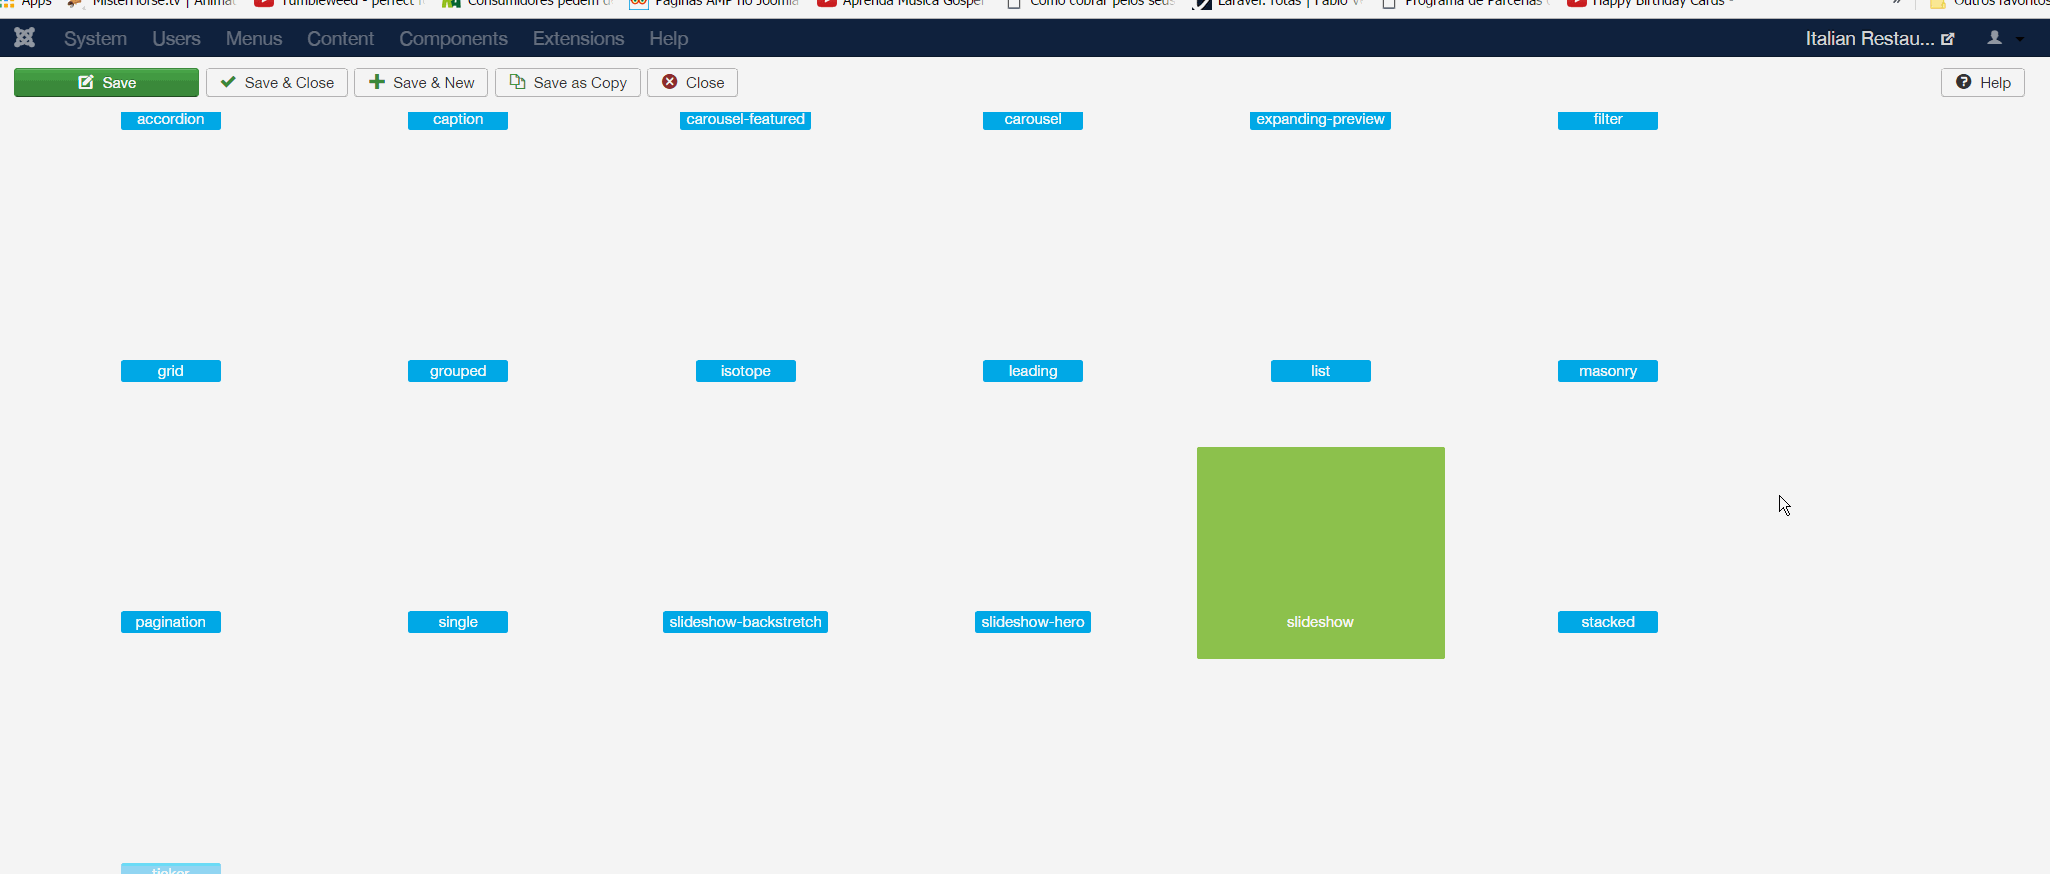 Apps MisterHorse.tv | Animat Tumbleweed - perfect Consumidores pedem d Páginas AMP no Joomla Aprenda Música Gospel Como cobrar pelos seus Laravel: Rotas | Fabio V Programa de Parcerias Happy Birthday Cards - » Outros favoritos
System Users Menus Content Components Extensions Help Italian Restau...
Save Save & Close Save & New Save as Copy Close Help
accordion caption carousel-featured carousel expanding-preview filter
grid grouped isotope leading list masonry
pagination single slideshow-backstretch slideshow-hero slideshow stacked